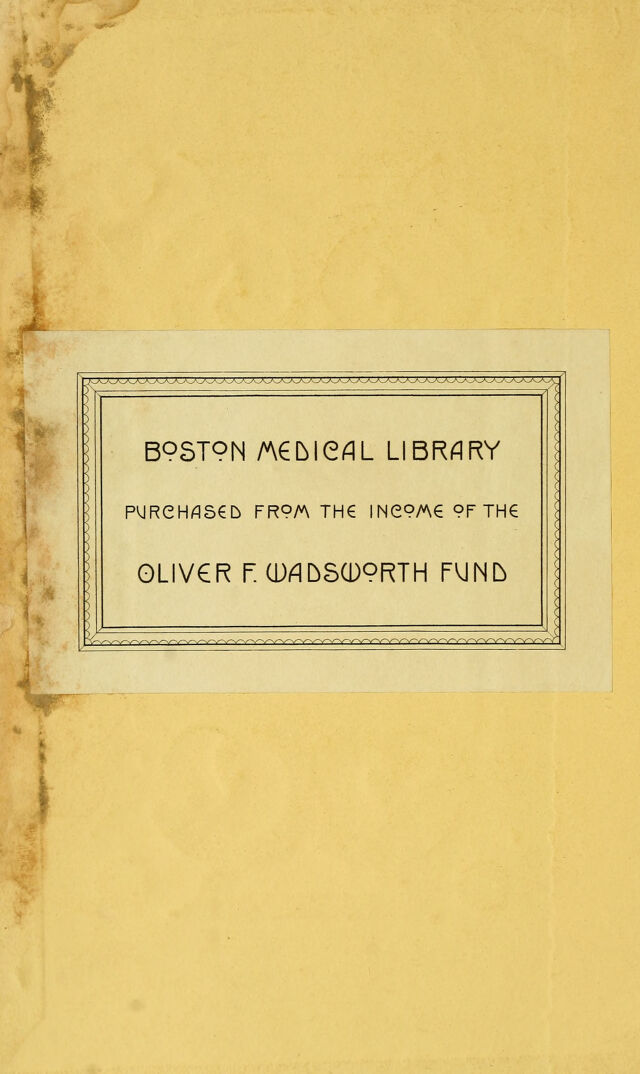 BOSTON MEDICAL LIBRARY
PURCHASED FROM THE INCOME OF THE
OLIVER F. WADSWORTH FUND